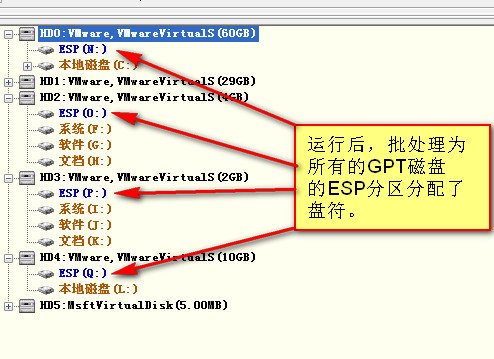 HD0:VMware,VMwareVirtualS(60GB)
ESP(N:)
本地磁盘(C:)
HD1:VMware,VMwareVirtualS(29GB)
HD2:VMware,VMwareVirtualS(4GB)
ESP(O:)
系统(F:)
软件(G:)
文档(H:)
HD3:VMware,VMwareVirtualS(2GB)
ESP(P:)
系统(I:)
软件(J:)
文档(K:)
HD4:VMware,VMwareVirtualS(10GB)
ESP(Q:)
本地磁盘(L:)
HD5:MsftVirtualDisk(5.00MB)
运行后，批处理为
所有的GPT磁盘
的ESP分区分配了
盘符。